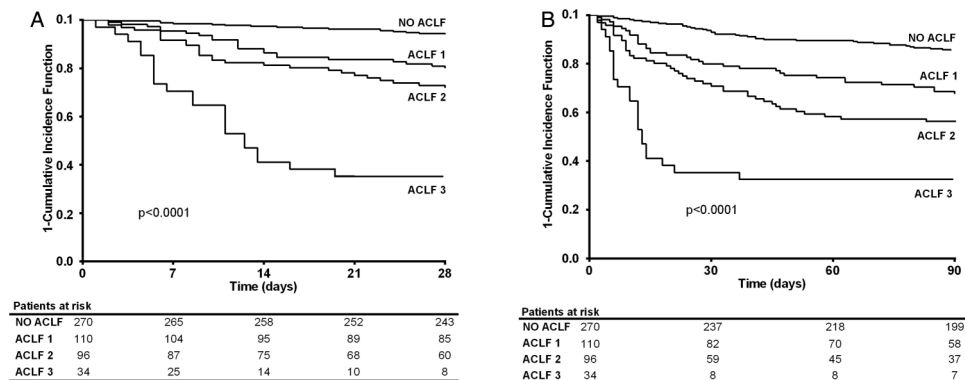 A
1-Cumulative Incidence Function
0.1
0.8
0.6
0.4
0.2
0.0
NO ACLF
ACLF 1
ACLF 2
ACLF 3
p<0.0001
0 7 14 21 28
Time (days)
Patients at risk
NO ACLF 270 265 258 252 243
ACLF 1 110 104 95 89 85
ACLF 2 96 87 75 68 60
ACLF 3 34 25 14 10 8
B
1-Cumulative Incidence Function
0.1
0.8
0.6
0.4
0.2
0.0
NO ACLF
ACLF 1
ACLF 2
ACLF 3
p<0.0001
0 30 60 90
Time (days)
Patients at risk
NO ACLF 270 237 218 199
ACLF 1 110 82 70 58
ACLF 2 96 59 45 37
ACLF 3 34 8 8 7